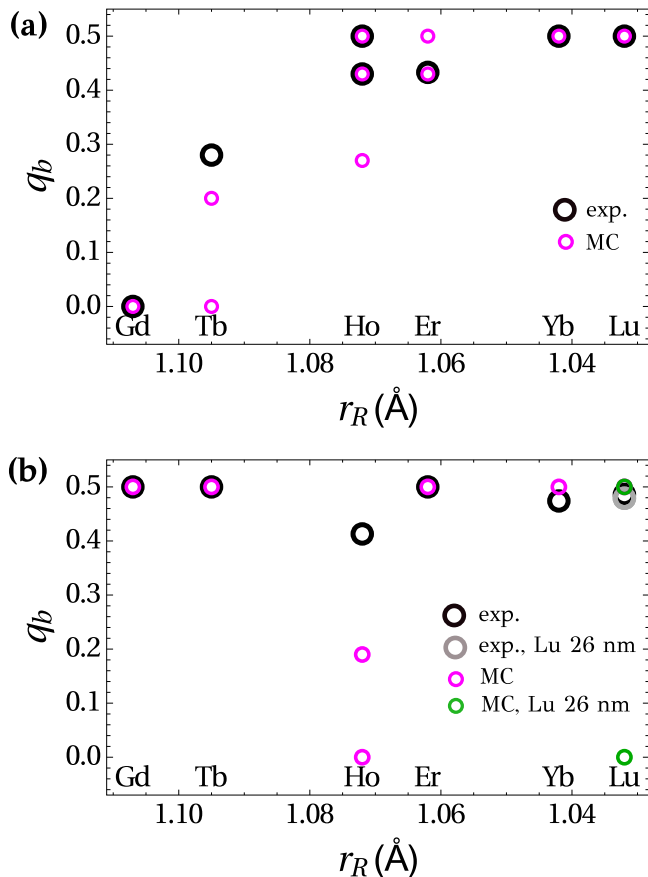 (a)
0.5
0.4
0.3
0.2
0.1
0.0
q_b
exp.
MC
Gd Tb Ho Er Yb Lu
1.10 1.08 1.06 1.04
r_R (Å)
(b)
0.5
0.4
0.3
0.2
0.1
0.0
q_b
exp.
exp., Lu 26 nm
MC
MC, Lu 26 nm
Gd Tb Ho Er Yb Lu
1.10 1.08 1.06 1.04
r_R (Å)